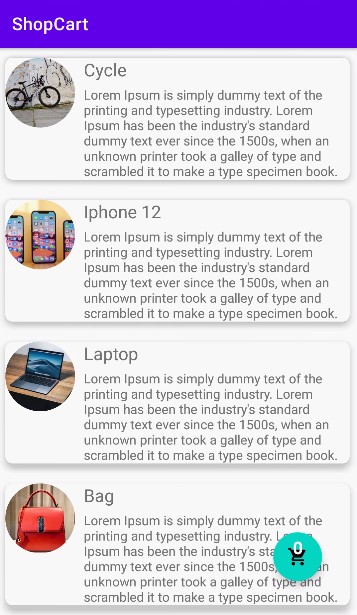 ShopCart
Cycle
Lorem Ipsum is simply dummy text of the
printing and typesetting industry. Lorem
Ipsum has been the industry's standard
dummy text ever since the 1500s, when an
unknown printer took a galley of type and
scrambled it to make a type specimen book.
Iphone 12
Lorem Ipsum is simply dummy text of the
printing and typesetting industry. Lorem
Ipsum has been the industry's standard
dummy text ever since the 1500s, when an
unknown printer took a galley of type and
scrambled it to make a type specimen book.
Laptop
Lorem Ipsum is simply dummy text of the
printing and typesetting industry. Lorem
Ipsum has been the industry's standard
dummy text ever since the 1500s, when an
unknown printer took a galley of type and
scrambled it to make a type specimen book.
Bag
Lorem Ipsum is simply dummy text of the
printing and typesetting industry. Lorem
Ipsum has been the industry's standard
dummy text ever since the 1500s, when an
unknown printer took a galley of type and
scrambled it to make a type specimen book.
0